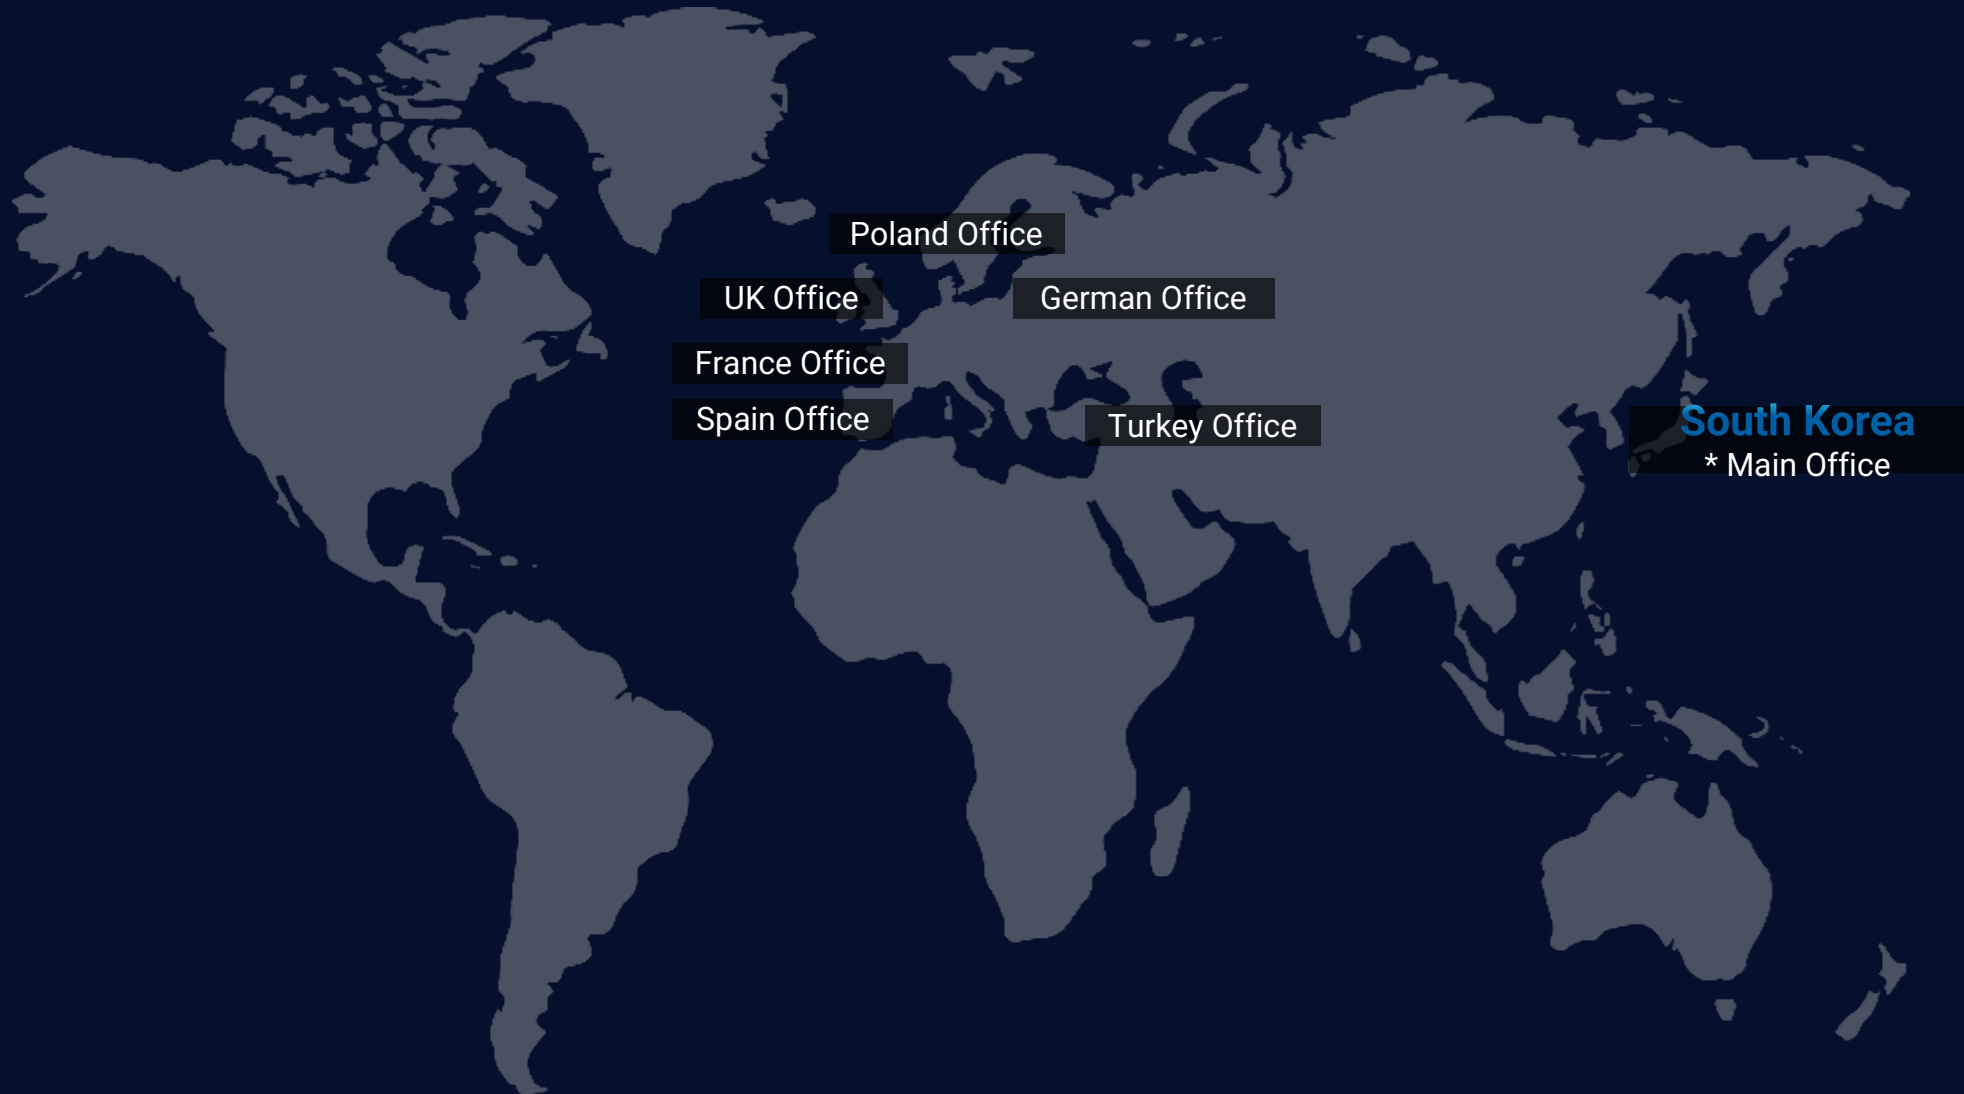 Poland Office
UK Office
German Office
France Office
Spain Office
Turkey Office
South Korea
* Main Office